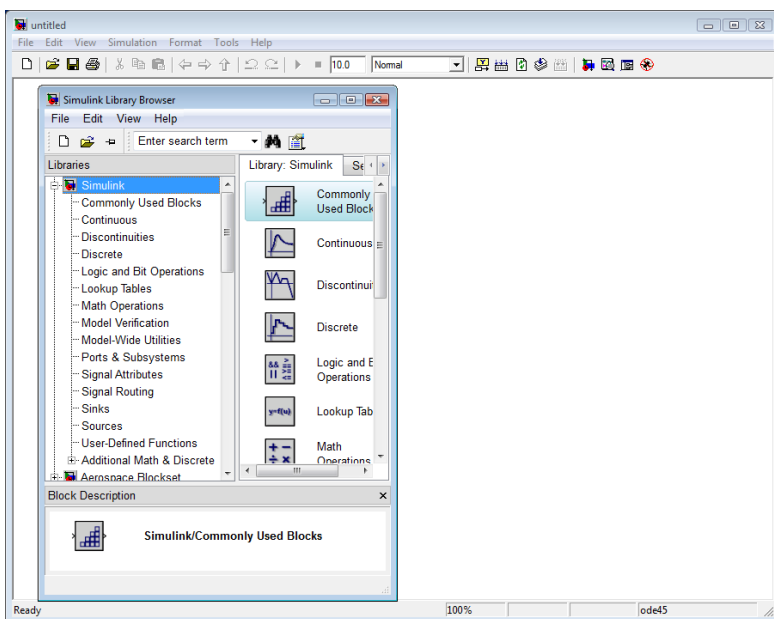 untitled
File Edit View Simulation Format Tools Help
10.0 Normal
Simulink Library Browser
File Edit View Help
Enter search term
Libraries
Simulink
Commonly Used Blocks
Continuous
Discontinuities
Discrete
Logic and Bit Operations
Lookup Tables
Math Operations
Model Verification
Model-Wide Utilities
Ports & Subsystems
Signal Attributes
Signal Routing
Sinks
Sources
User-Defined Functions
Additional Math & Discrete
Aerospace Blockset
Library: Simulink Se
Commonly
Used Block
Continuous
Discontinui
Discrete
&& >=
|| <=
Logic and B
Operations
y=f(u)
Lookup Tab
+ −
÷ ×
Math
Operations
Block Description
Simulink/Commonly Used Blocks
Ready 100% ode45